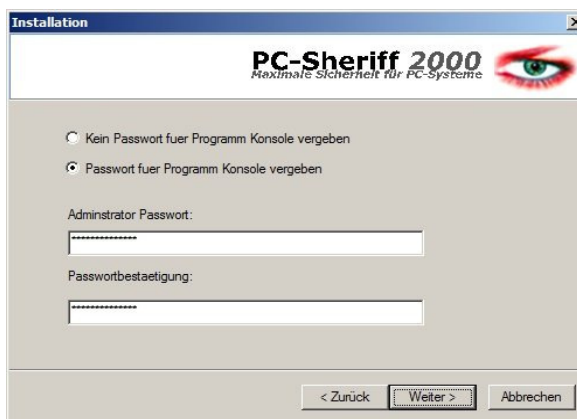 Installation
PC-Sheriff 2000
Maximale Sicherheit für PC-Systeme
Kein Passwort fuer Programm Konsole vergeben
Passwort fuer Programm Konsole vergeben
Adminstrator Passwort:
**************
Passwortbestaetigung:
**************
< Zurück
Weiter >
Abbrechen